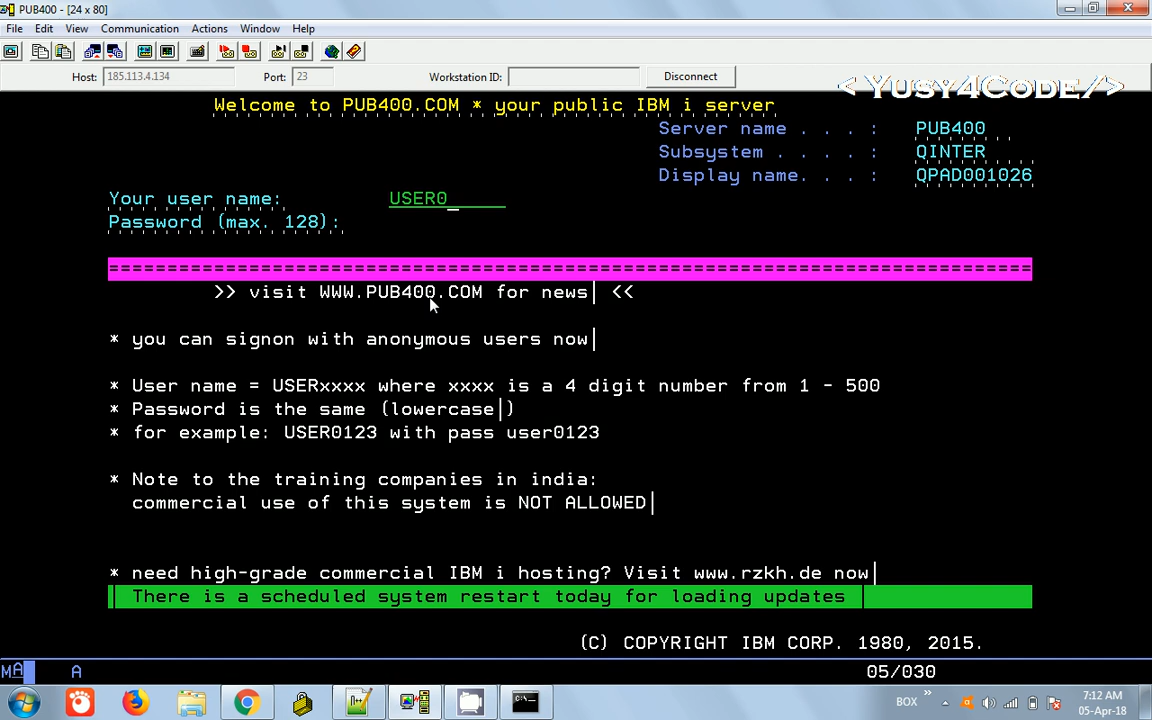 PUB400 - [24 x 80]
File Edit View Communication Actions Window Help
Host: 185.113.4.134 Port: 23 Workstation ID: Disconnect
< Yusy4Code/>
Welcome to PUB400.COM * your public IBM i server
Server name . . . : PUB400
Subsystem . . . . : QINTER
Display name. . . : QPAD001026
Your user name: USER0_
Password (max. 128):
===============================================================================
>> visit WWW.PUB400.COM for news| <<
* you can signon with anonymous users now|
* User name = USERxxxx where xxxx is a 4 digit number from 1 - 500
* Password is the same (lowercase|)
* for example: USER0123 with pass user0123
* Note to the training companies in india:
commercial use of this system is NOT ALLOWED|
* need high-grade commercial IBM i hosting? Visit www.rzkh.de now|
| There is a scheduled system restart today for loading updates |
(C) COPYRIGHT IBM CORP. 1980, 2015.
MA A 05/030
BOX » 7:12 AM
05-Apr-18